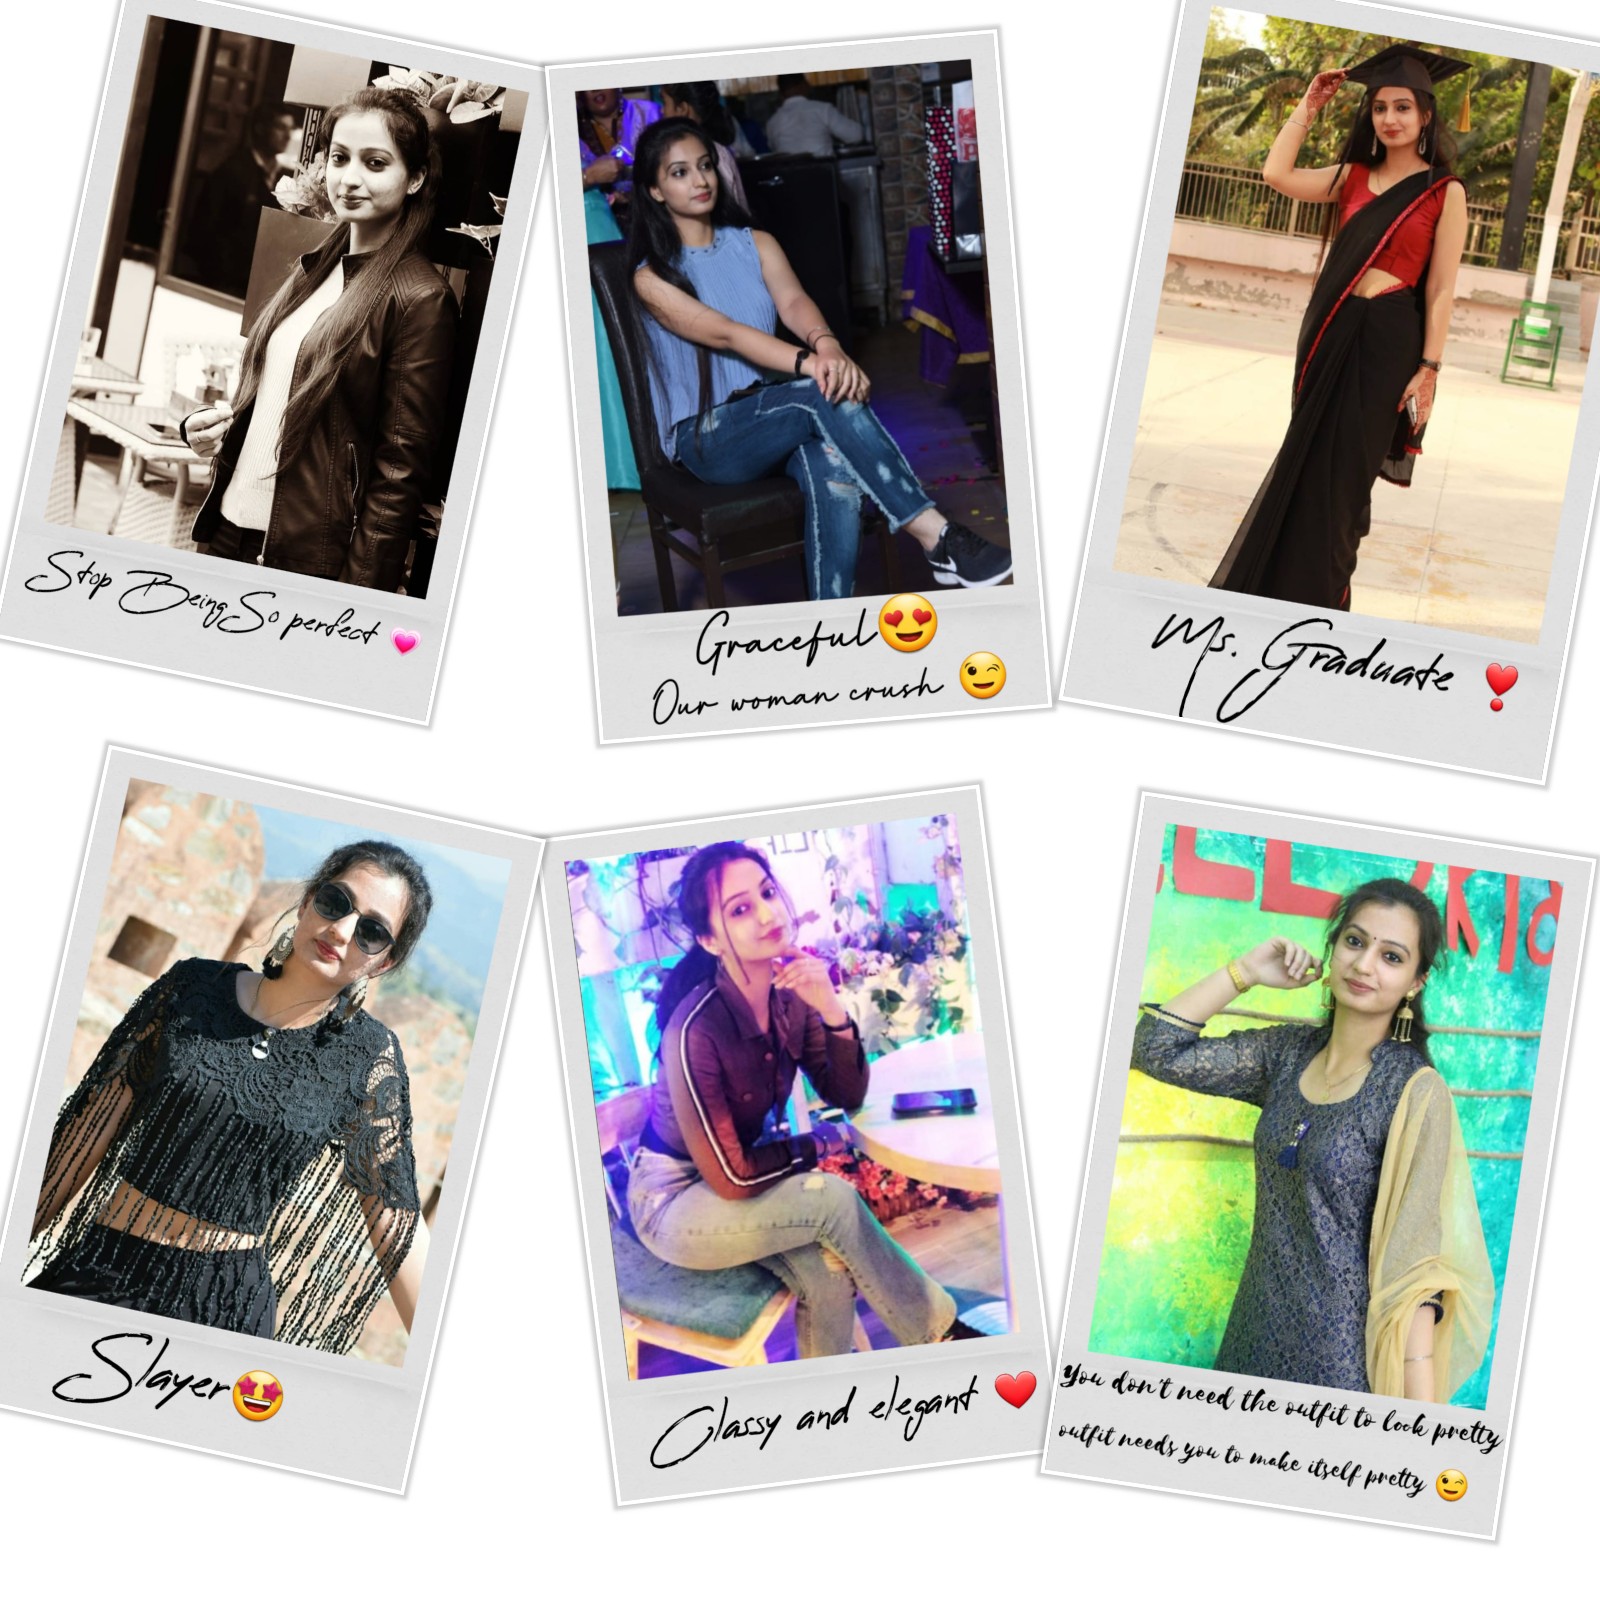 Stop Being So perfect 💗
Graceful😍
Our woman crush 😉
Ms. Graduate ❣️
Slayer🤩
Classy and elegant ❤️
You don't need the outfit to look pretty
outfit needs you to make itself pretty 😉